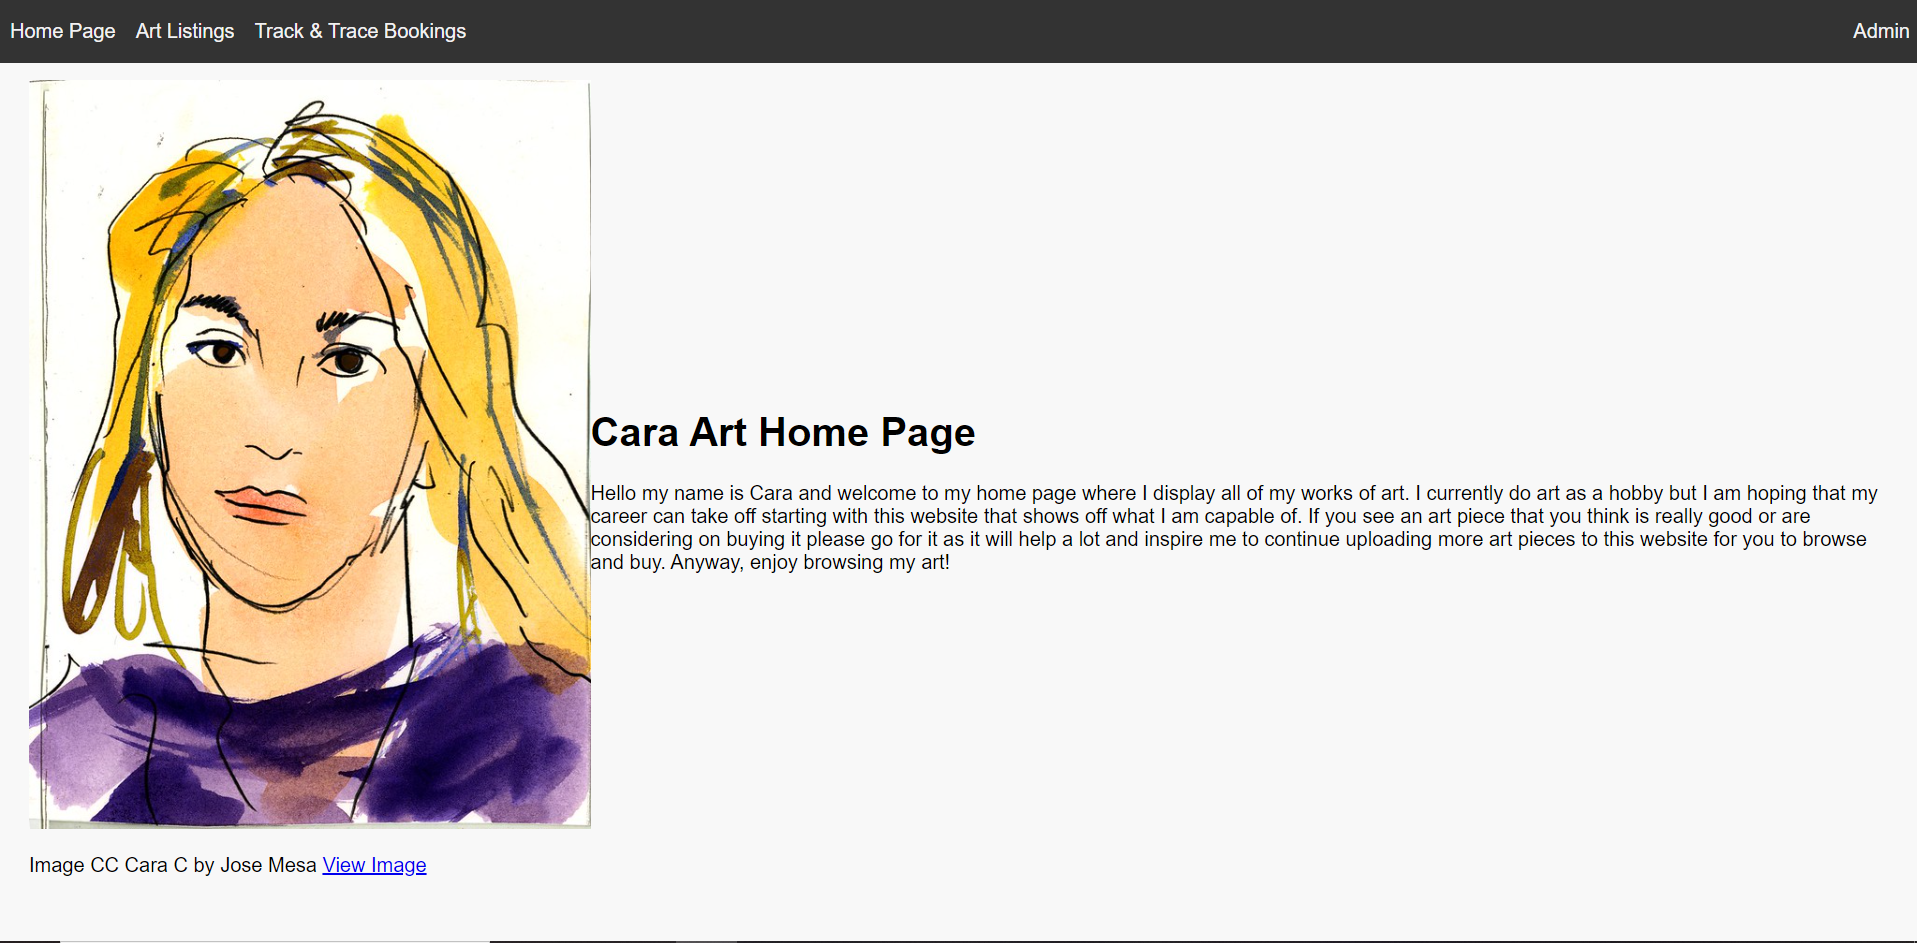 Home Page Art Listings Track & Trace Bookings Admin
Cara Art Home Page
Hello my name is Cara and welcome to my home page where I display all of my works of art. I currently do art as a hobby but I am hoping that my
career can take off starting with this website that shows off what I am capable of. If you see an art piece that you think is really good or are
considering on buying it please go for it as it will help a lot and inspire me to continue uploading more art pieces to this website for you to browse
and buy. Anyway, enjoy browsing my art!
Image CC Cara C by Jose Mesa View Image